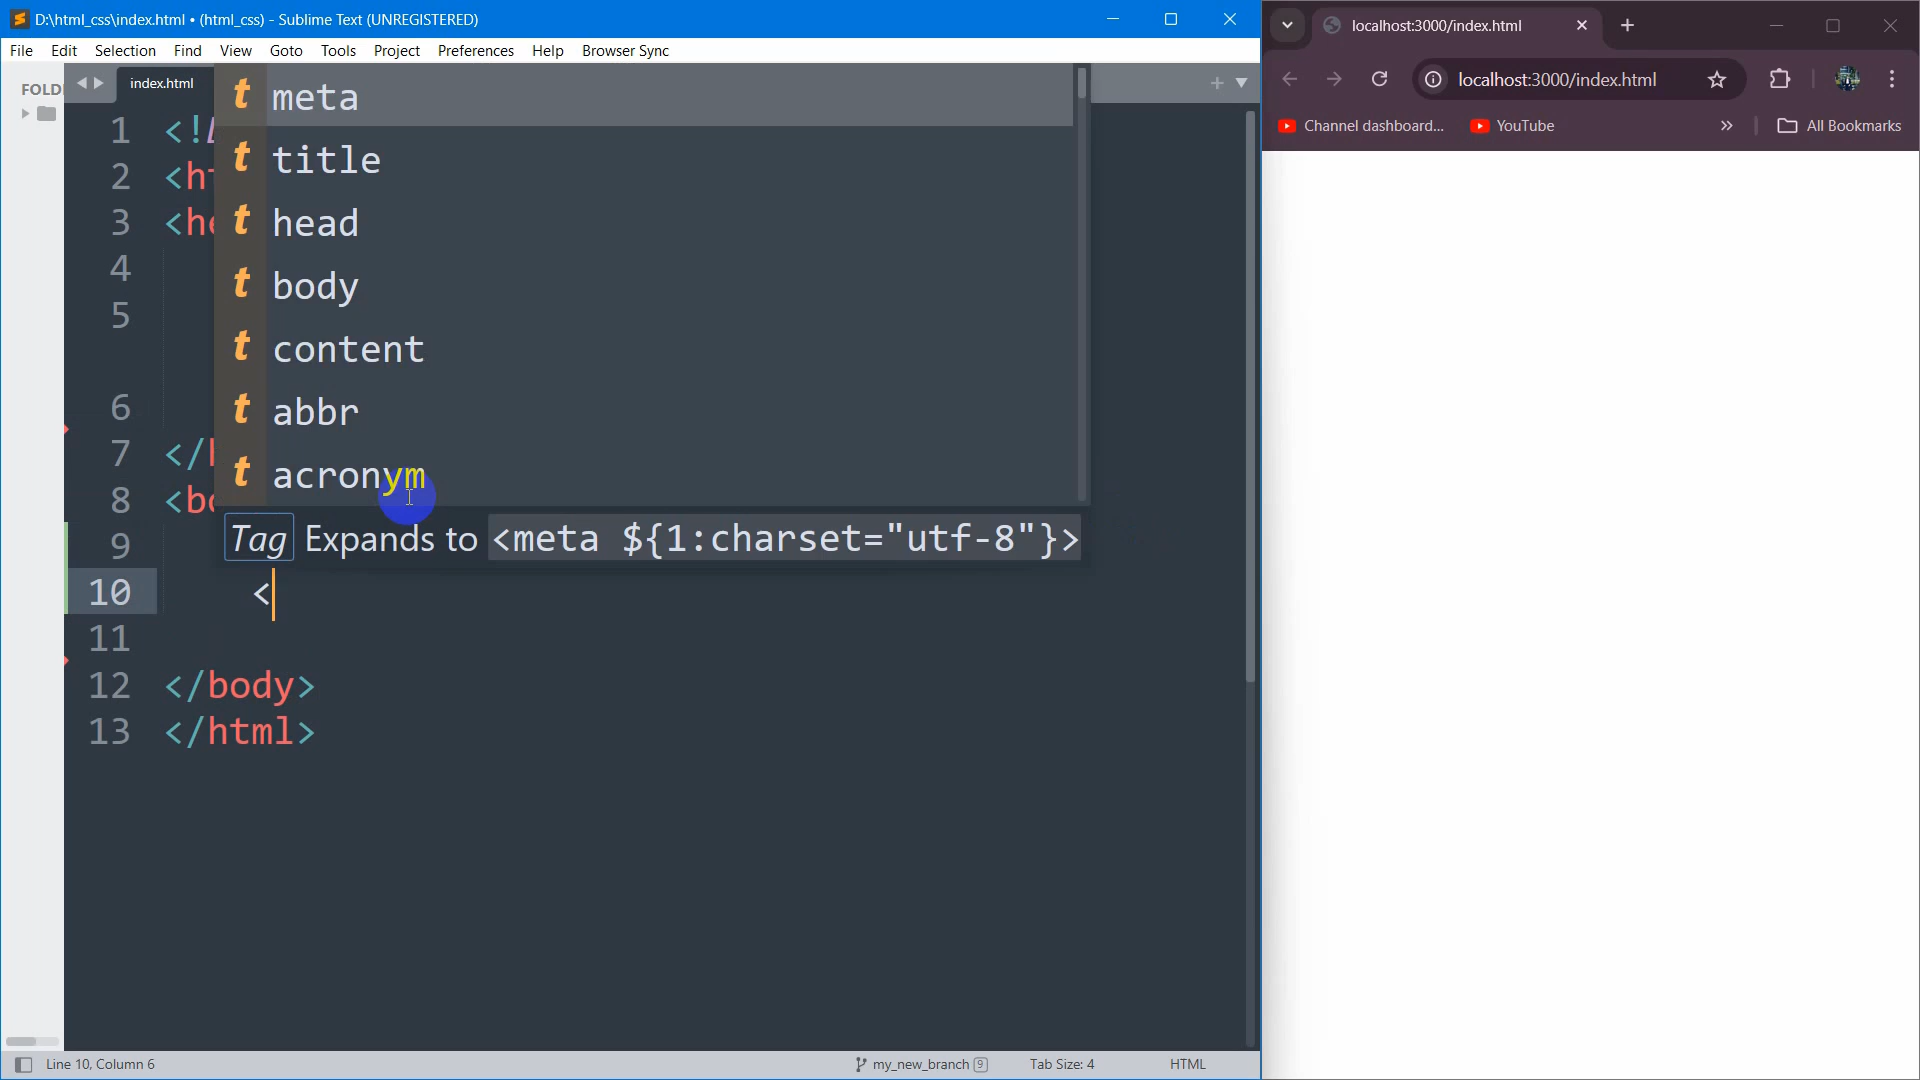 D:\html_css\index.html • (html_css) - Sublime Text (UNREGISTERED)
File Edit Selection Find View Goto Tools Project Preferences Help Browser Sync
FOLD
index.html
meta
title
head
body
content
abbr
acronym
Tag Expands to <meta ${1:charset="utf-8"}>
1 <!
2 <h
3 <he
4
5
6
7 </
8 <bo
9
10 <
11
12 </body>
13 </html>
Line 10, Column 6
my_new_branch 9
Tab Size: 4
HTML
localhost:3000/index.html
localhost:3000/index.html
Channel dashboard... YouTube » All Bookmarks